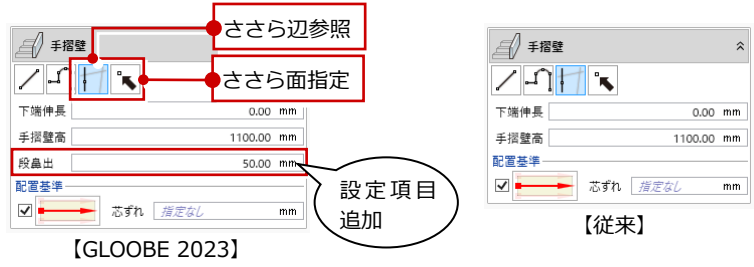 ささら辺参照
手摺壁
ささら面指定
下端伸長 0.00 mm
手摺壁高 1100.00 mm
段鼻出 50.00 mm
配置基準
芯ずれ 指定なし mm
設定項目
追加
【GLOOBE 2023】
手摺壁
下端伸長 0.00 mm
手摺壁高 1100.00 mm
配置基準
芯ずれ 指定なし mm
【従来】